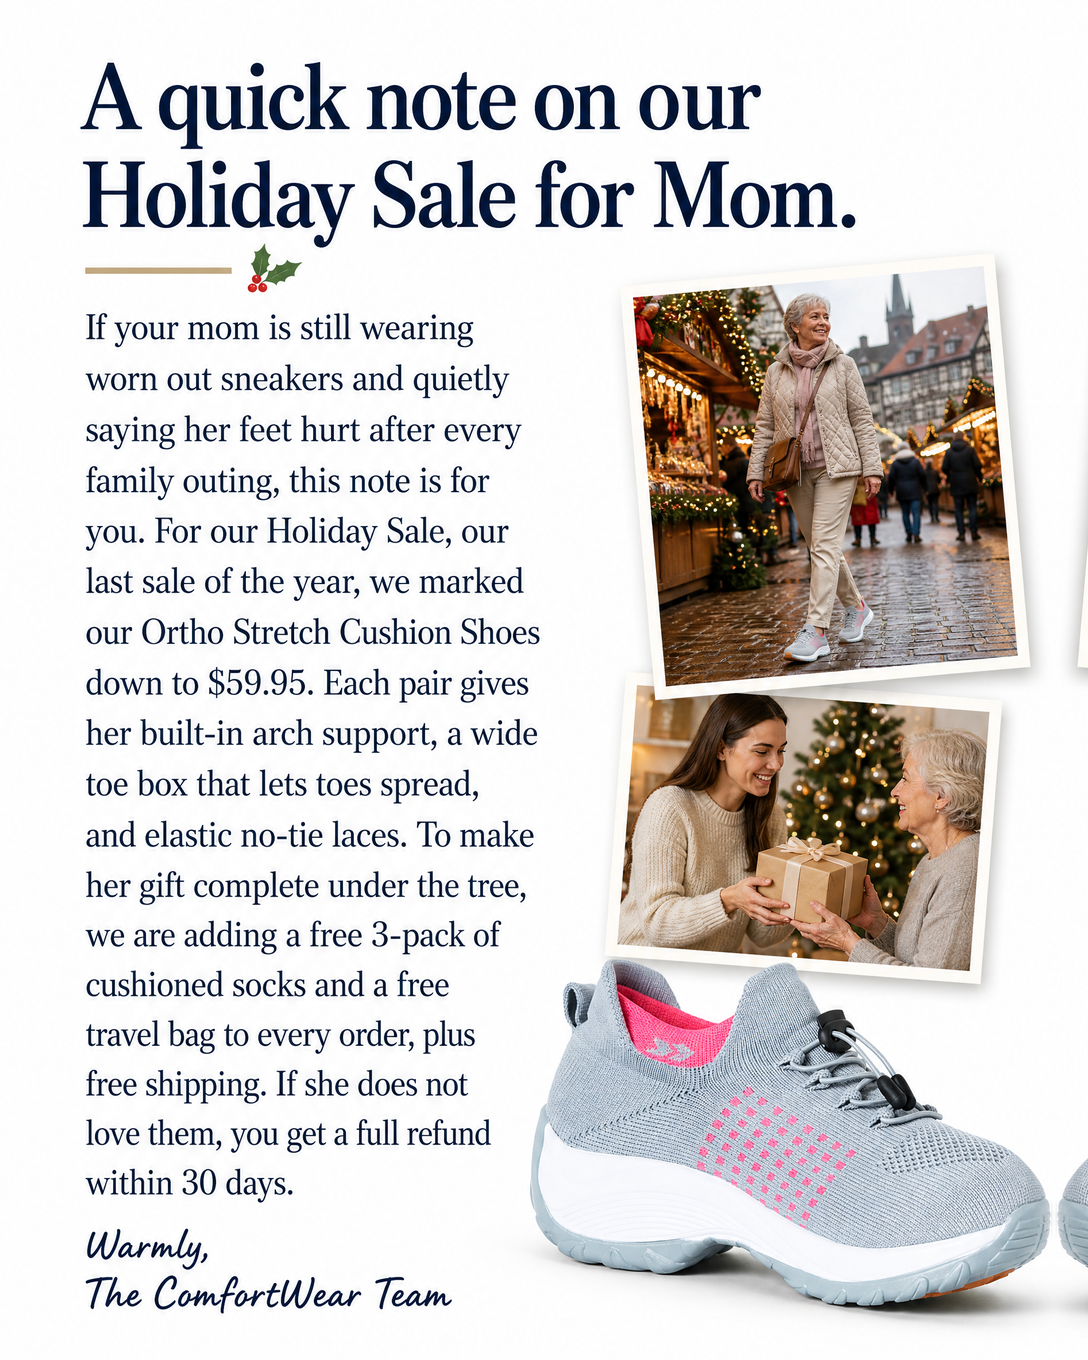 A quick note on our
Holiday Sale for Mom.
If your mom is still wearing
worn out sneakers and quietly
saying her feet hurt after every
family outing, this note is for
you. For our Holiday Sale, our
last sale of the year, we marked
our Ortho Stretch Cushion Shoes
down to $59.95. Each pair gives
her built-in arch support, a wide
toe box that lets toes spread,
and elastic no-tie laces. To make
her gift complete under the tree,
we are adding a free 3-pack of
cushioned socks and a free
travel bag to every order, plus
free shipping. If she does not
love them, you get a full refund
within 30 days.
Warmly,
The ComfortWear Team